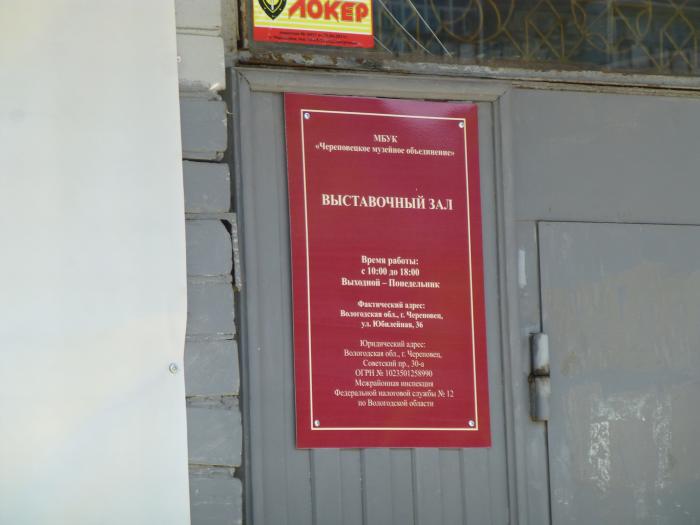 ЛОКЕР
МБУК
«Череповецкое музейное объединение»
ВЫСТАВОЧНЫЙ ЗАЛ
Время работы:
с 10:00 до 18:00
Выходной – Понедельник
Фактический адрес:
Вологодская обл., г. Череповец,
ул. Юбилейная, 36
Юридический адрес:
Вологодская обл., г. Череповец,
Советский пр., 30-а
ОГРН № 1023501258990
Межрайонная инспекция
Федеральной налоговой службы № 12
по Вологодской области